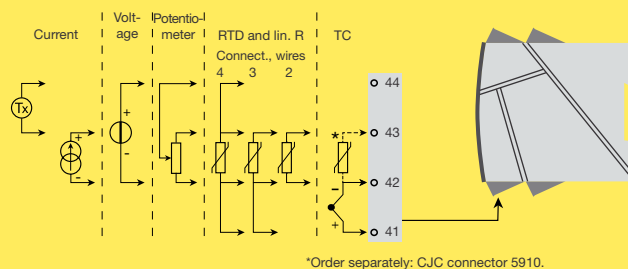 Current
Volt-
age
Potentio-
meter
RTD and lin. R
Connect., wires
4 3 2
TC
Tx
+
-
+
-
*
-
+
44
43
42
41
*Order separately: CJC connector 5910.